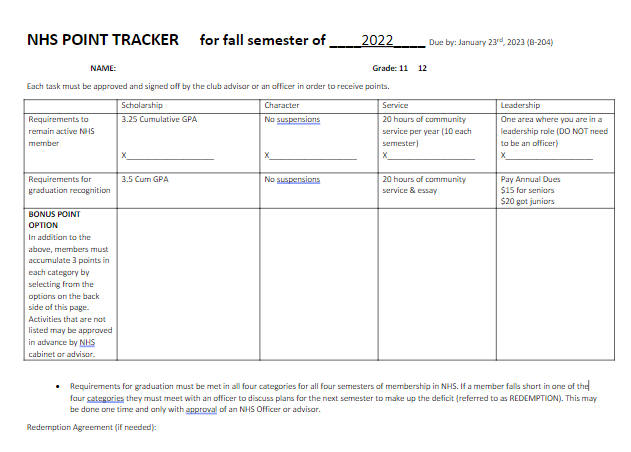 NHS POINT TRACKER for fall semester of ____2022____ Due by: January 23rd, 2023 (B-204)
NAME: Grade: 11 12
Each task must be approved and signed off by the club advisor or an officer in order to receive points.
Scholarship Character Service Leadership
Requirements to
remain active NHS
member
3.25 Cumulative GPA
X____________________
No suspensions
X____________________
20 hours of community
service per year (10 each
semester)
X____________________
One area where you are in a
leadership role (DO NOT need
to be an officer)
X____________________
Requirements for
graduation recognition
3.5 Cum GPA
No suspensions
20 hours of community
service & essay
Pay Annual Dues
$15 for seniors
$20 got juniors
BONUS POINT
OPTION
In addition to the
above, members must
accumulate 3 points in
each category by
selecting from the
options on the back
side of this page.
Activities that are not
listed may be approved
in advance by NHS
cabinet or advisor.
• Requirements for graduation must be met in all four categories for all four semesters of membership in NHS. If a member falls short in one of the
four categories they must meet with an officer to discuss plans for the next semester to make up the deficit (referred to as REDEMPTION). This may
be done one time and only with approval of an NHS Officer or advisor.
Redemption Agreement (if needed):